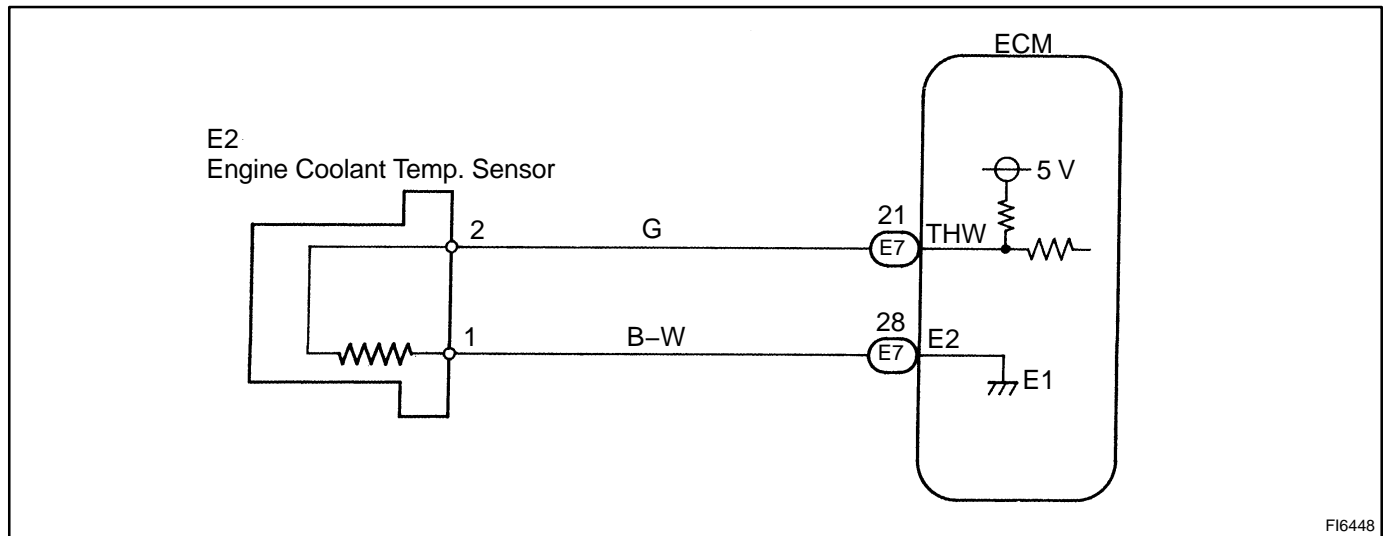 ECM
E2
Engine Coolant Temp. Sensor
5 V
2
G
21
E7
THW
1
B−W
28
E7
E2
E1
FI6448